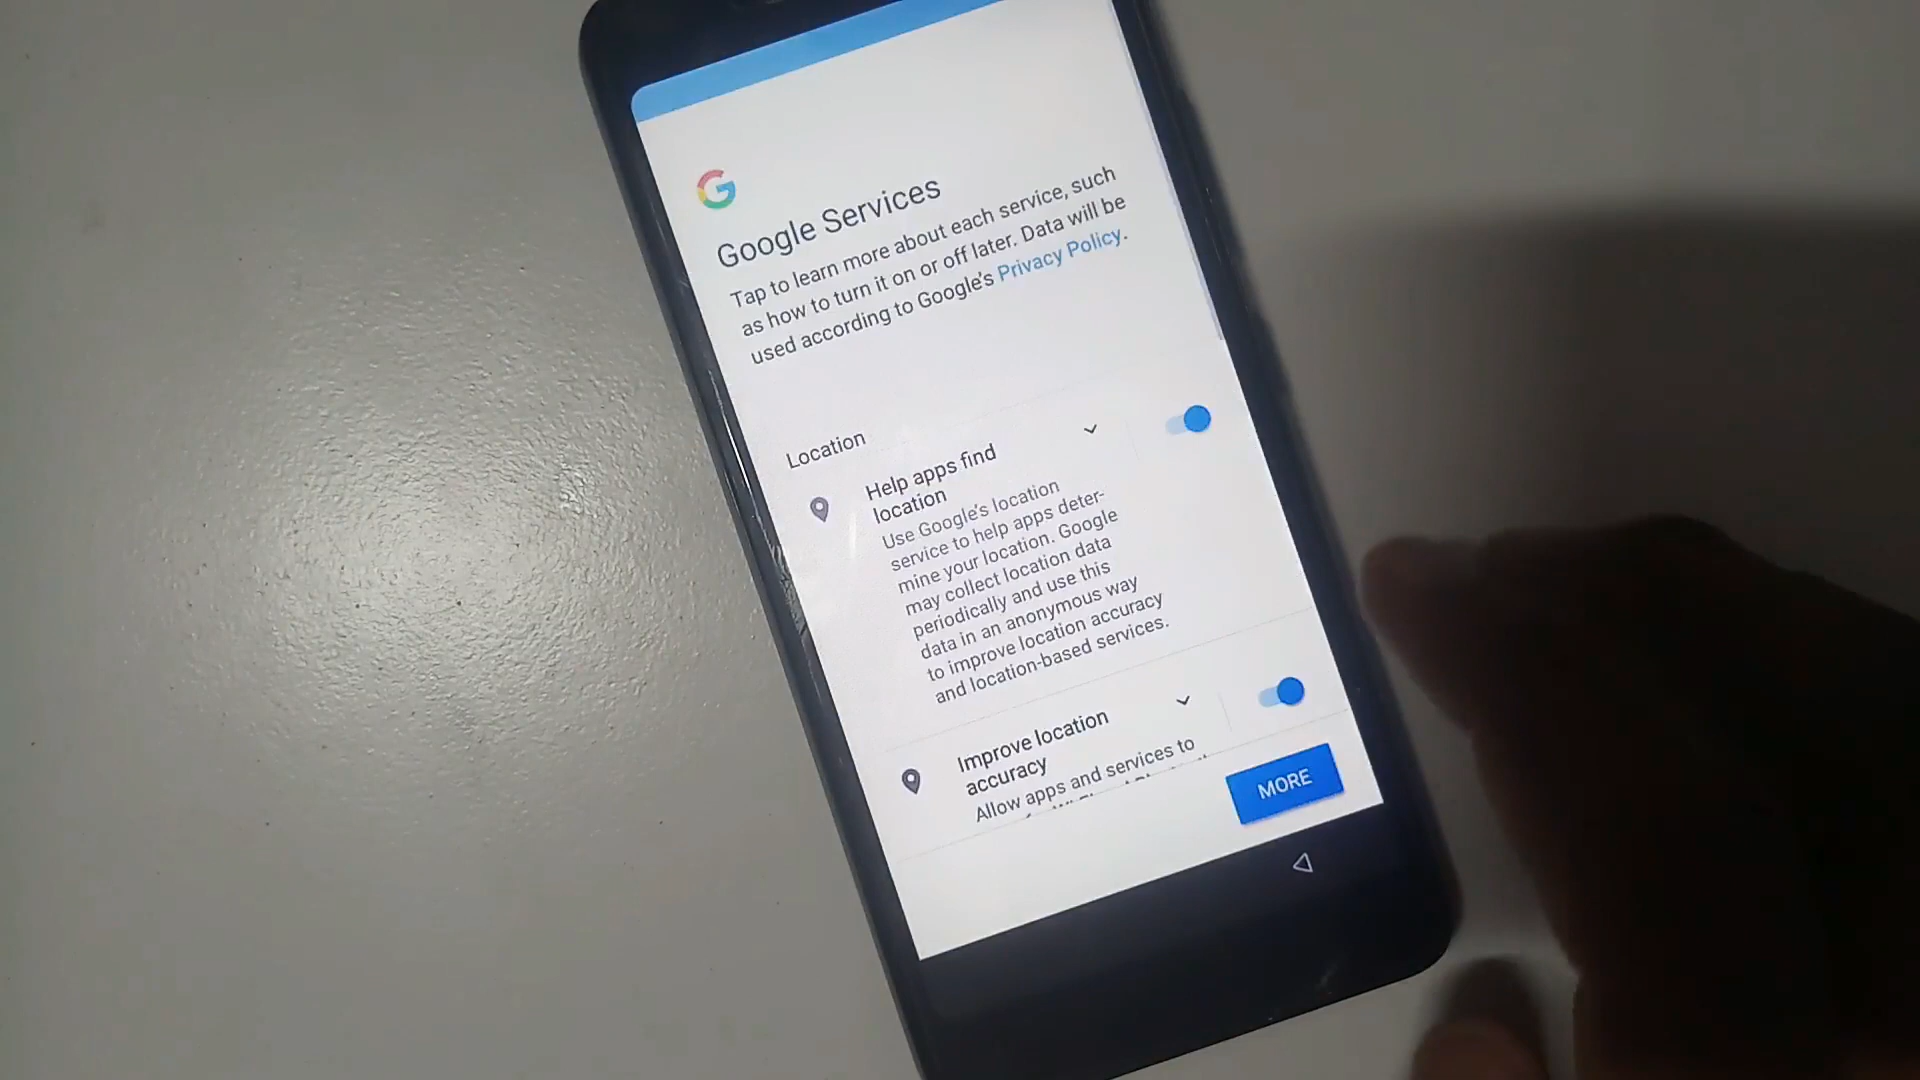 Google Services
Tap to learn more about each service, such
as how to turn it on or off later. Data will be
used according to Google's Privacy Policy.
Location
Help apps find
location
Use Google's location
service to help apps deter-
mine your location. Google
may collect location data
periodically and use this
data in an anonymous way
to improve location accuracy
and location-based services.
Improve location
accuracy
Allow apps and services to
MORE